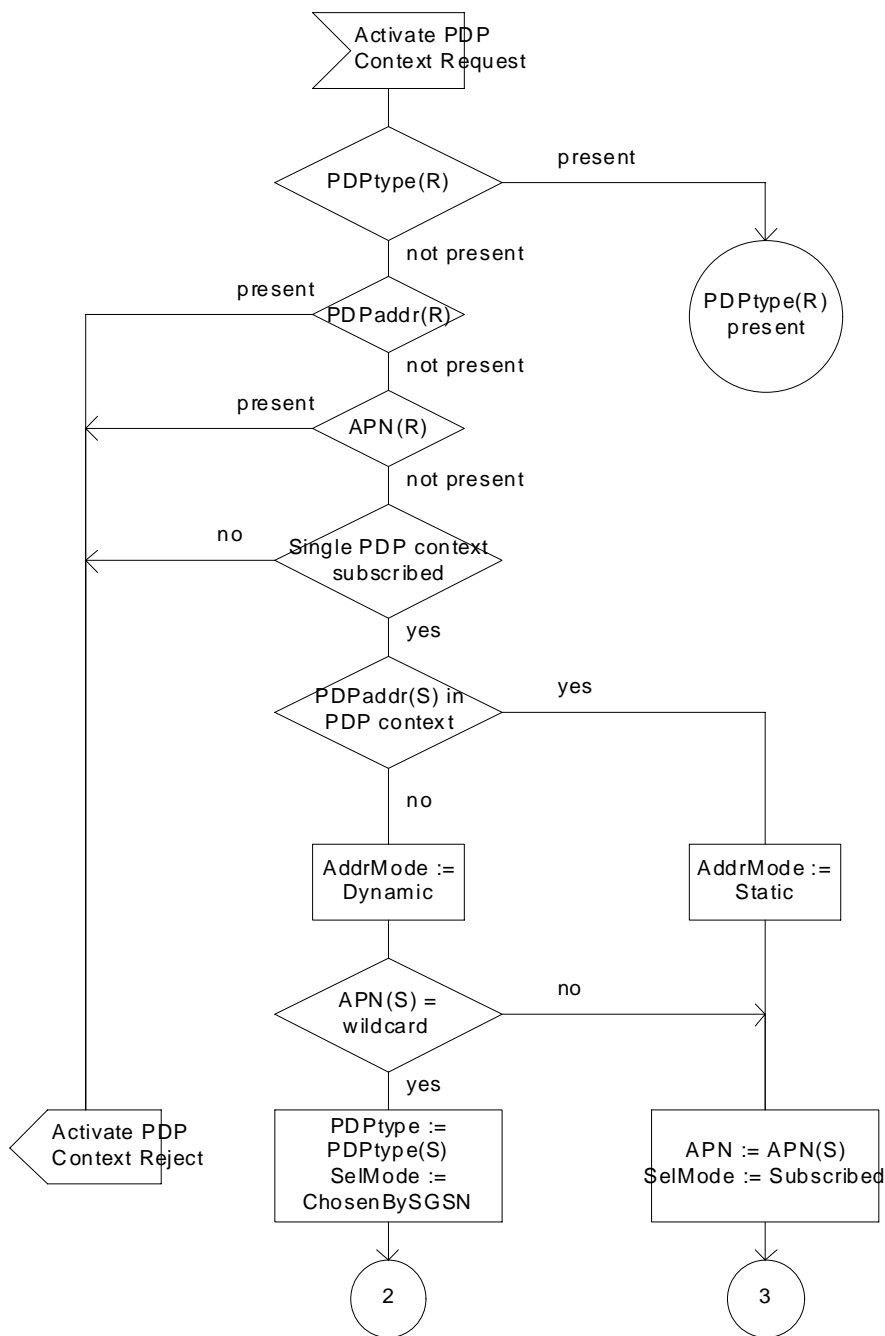 Activate PDP
Context Request
PDPtype(R)
present
not present
PDPtype(R)
present
present
PDPaddr(R)
not present
present
APN(R)
not present
no
Single PDP context
subscribed
yes
PDPaddr(S) in
PDP context
yes
no
AddrMode :=
Dynamic
AddrMode :=
Static
APN(S) =
wildcard
no
yes
Activate PDP
Context Reject
PDPtype :=
PDPtype(S)
SelMode :=
ChosenBySGSN
APN := APN(S)
SelMode := Subscribed
2
3